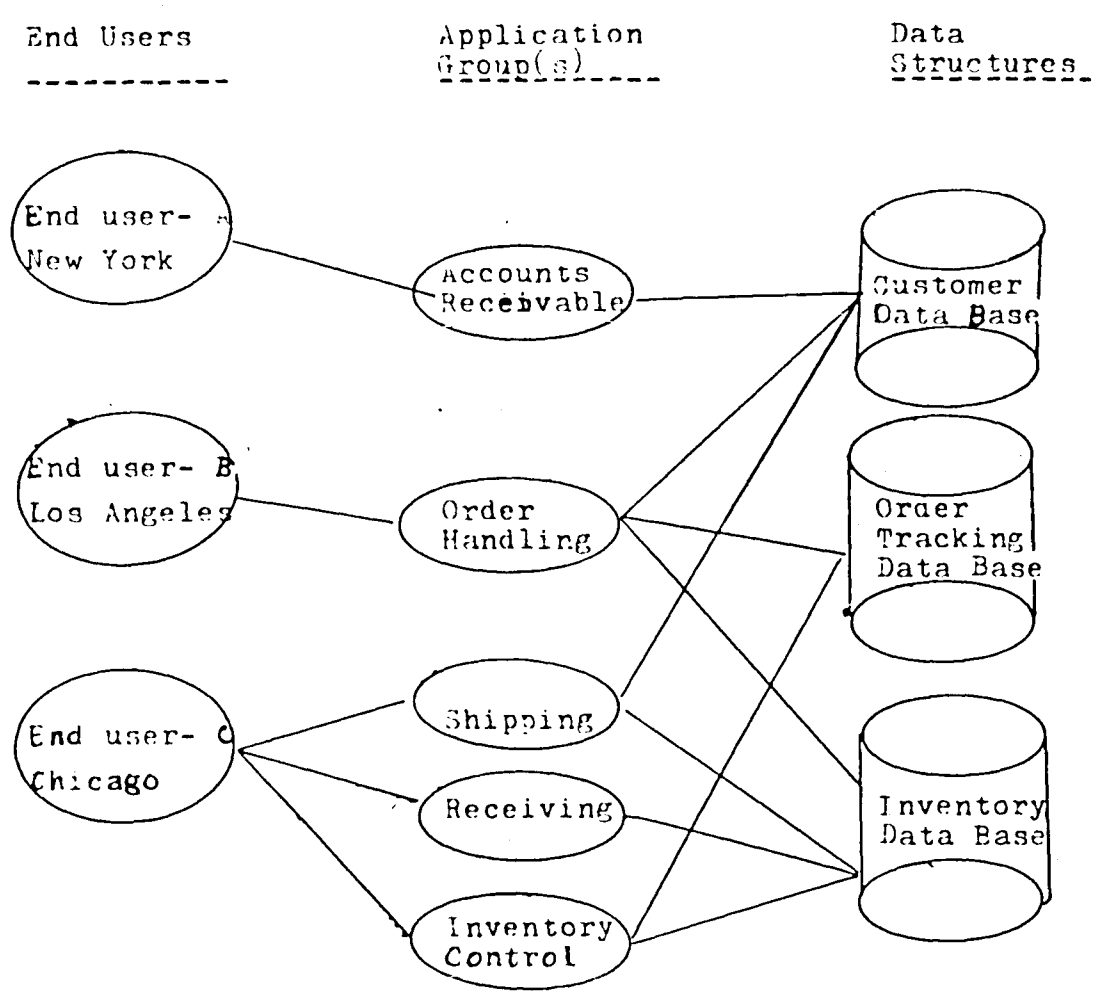 End Users
Application
Group(s)
Data
Structures
End user- A
New York
Accounts
Receivable
Customer
Data Base
End user- B
Los Angeles
Order
Handling
Order
Tracking
Data Base
End user- C
Chicago
Shipping
Receiving
Inventory
Control
Inventory
Data Base